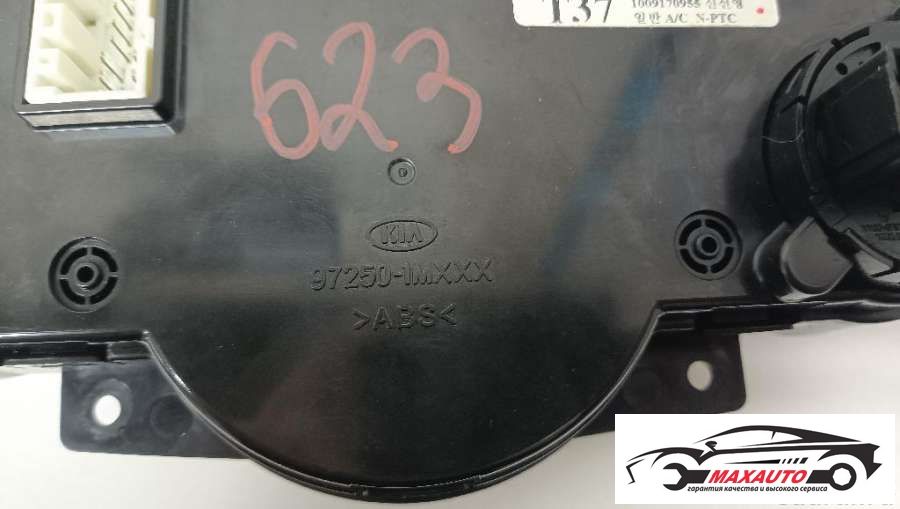 T37 1009170955
일반 A/C N-PTC
623
KIA
97250-1MXXX
>ABS<
MAXAUTO
гарантия качества и высокого сервиса